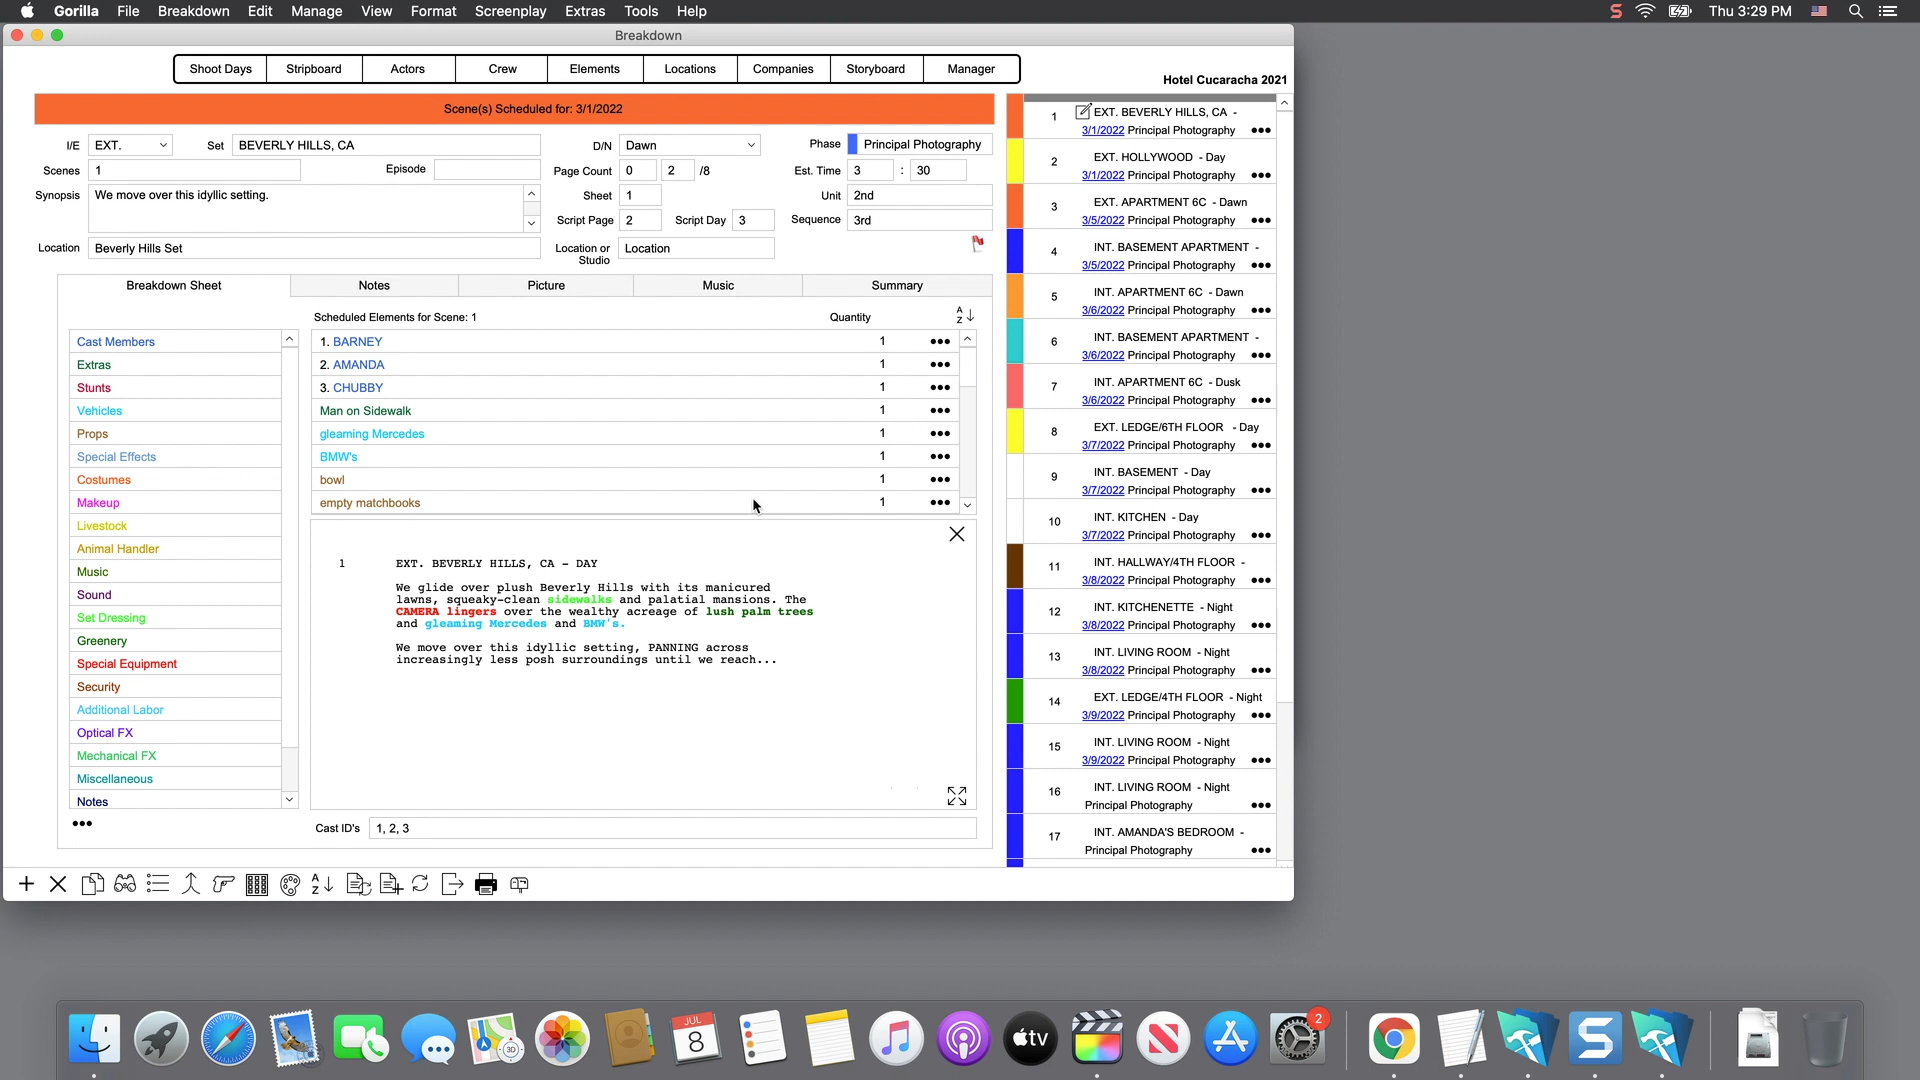 Gorilla File Breakdown Edit Manage View Format Screenplay Extras Tools Help
S Thu 3:29 PM
Breakdown
Shoot Days Stripboard Actors Crew Elements Locations Companies Storyboard Manager
Hotel Cucaracha 2021
Scene(s) Scheduled for: 3/1/2022
I/E EXT. Set BEVERLY HILLS, CA D/N Dawn Phase Principal Photography
Scenes 1 Episode Page Count 0 2 /8 Est. Time 3 : 30
Synopsis We move over this idyllic setting. Sheet 1 Unit 2nd
Script Page 2 Script Day 3 Sequence 3rd
Location Beverly Hills Set Location or Studio Location
Breakdown Sheet Notes Picture Music Summary
Scheduled Elements for Scene: 1 Quantity
A
Z
Cast Members
Extras
Stunts
Vehicles
Props
Special Effects
Costumes
Makeup
Livestock
Animal Handler
Music
Sound
Set Dressing
Greenery
Special Equipment
Security
Additional Labor
Optical FX
Mechanical FX
Miscellaneous
Notes
1. BARNEY 1
2. AMANDA 1
3. CHUBBY 1
Man on Sidewalk 1
gleaming Mercedes 1
BMW's 1
bowl 1
empty matchbooks 1
1 EXT. BEVERLY HILLS, CA - DAY
We glide over plush Beverly Hills with its manicured
lawns, squeaky-clean sidewalks and palatial mansions. The
CAMERA lingers over the wealthy acreage of lush palm trees
and gleaming Mercedes and BMW's.
We move over this idyllic setting, PANNING across
increasingly less posh surroundings until we reach...
Cast ID's 1, 2, 3
1 EXT. BEVERLY HILLS, CA -
3/1/2022 Principal Photography
2 EXT. HOLLYWOOD - Day
3/1/2022 Principal Photography
3 EXT. APARTMENT 6C - Dawn
3/5/2022 Principal Photography
4 INT. BASEMENT APARTMENT -
3/5/2022 Principal Photography
5 INT. APARTMENT 6C - Dawn
3/6/2022 Principal Photography
6 INT. BASEMENT APARTMENT -
3/6/2022 Principal Photography
7 INT. APARTMENT 6C - Dusk
3/6/2022 Principal Photography
8 EXT. LEDGE/6TH FLOOR - Day
3/7/2022 Principal Photography
9 INT. BASEMENT - Day
3/7/2022 Principal Photography
10 INT. KITCHEN - Day
3/7/2022 Principal Photography
11 INT. HALLWAY/4TH FLOOR -
3/8/2022 Principal Photography
12 INT. KITCHENETTE - Night
3/8/2022 Principal Photography
13 INT. LIVING ROOM - Night
3/8/2022 Principal Photography
14 EXT. LEDGE/4TH FLOOR - Night
3/9/2022 Principal Photography
15 INT. LIVING ROOM - Night
3/9/2022 Principal Photography
16 INT. LIVING ROOM - Night
Principal Photography
17 INT. AMANDA'S BEDROOM -
Principal Photography
A
Z
3D
JUL
8
tv
2
S